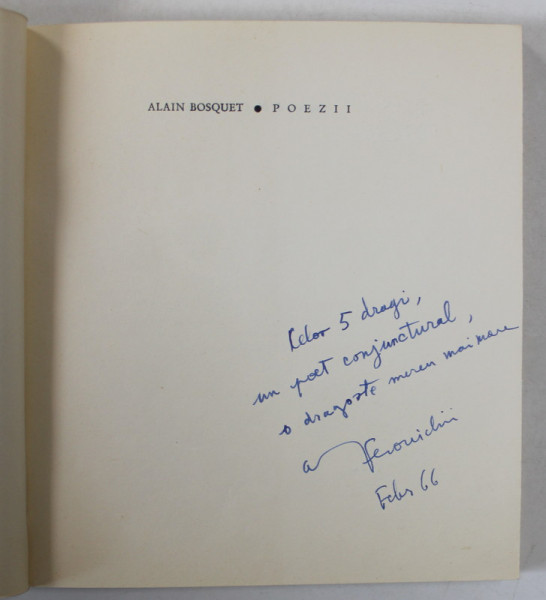 ALAIN BOSQUET ● POEZII
Celor 5 dragi,
un poet conjunctural,
o dragoste mereu mai mare
a
Febr 66